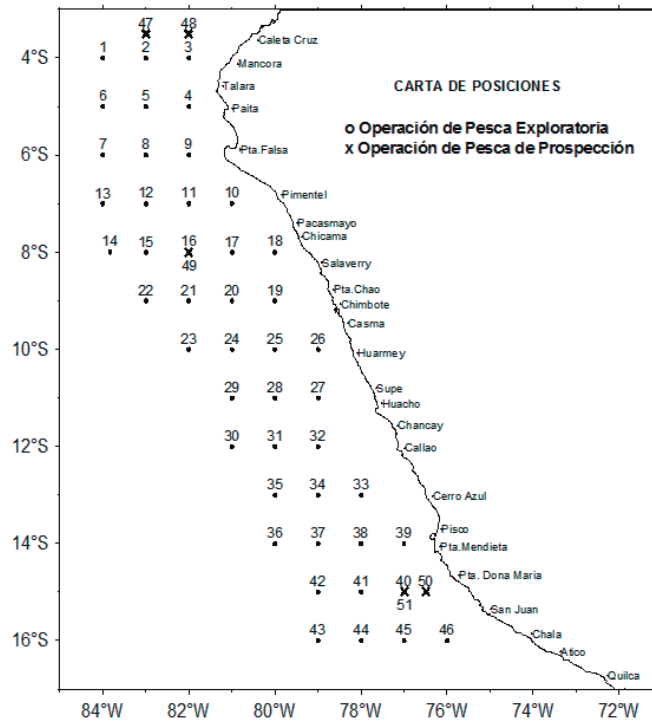 47 48
Caleta Cruz
1 2 3
4°S
Mancora
CARTA DE POSICIONES
Talara
6 5 4
Paita
o Operación de Pesca Exploratoria
x Operación de Pesca de Prospección
7 8 9
Pta.Falsa
6°S
13 12 11 10
Pimentel
Pacasmayo
Chicama
14 15 16 17 18
8°S
49
Salaverry
22 21 20 19
Pta.Chao
Chimbote
Casma
23 24 25 26
10°S
Huarmey
29 28 27
Supe
Huacho
Chancay
30 31 32
12°S
Callao
35 34 33
Cerro Azul
36 37 38 39
Pisco
14°S
Pta.Mendieta
42 41 40 50
Pta. Dona Maria
51
San Juan
43 44 45 46
16°S
Chala
Atico
Quilca
84°W 82°W 80°W 78°W 76°W 74°W 72°W